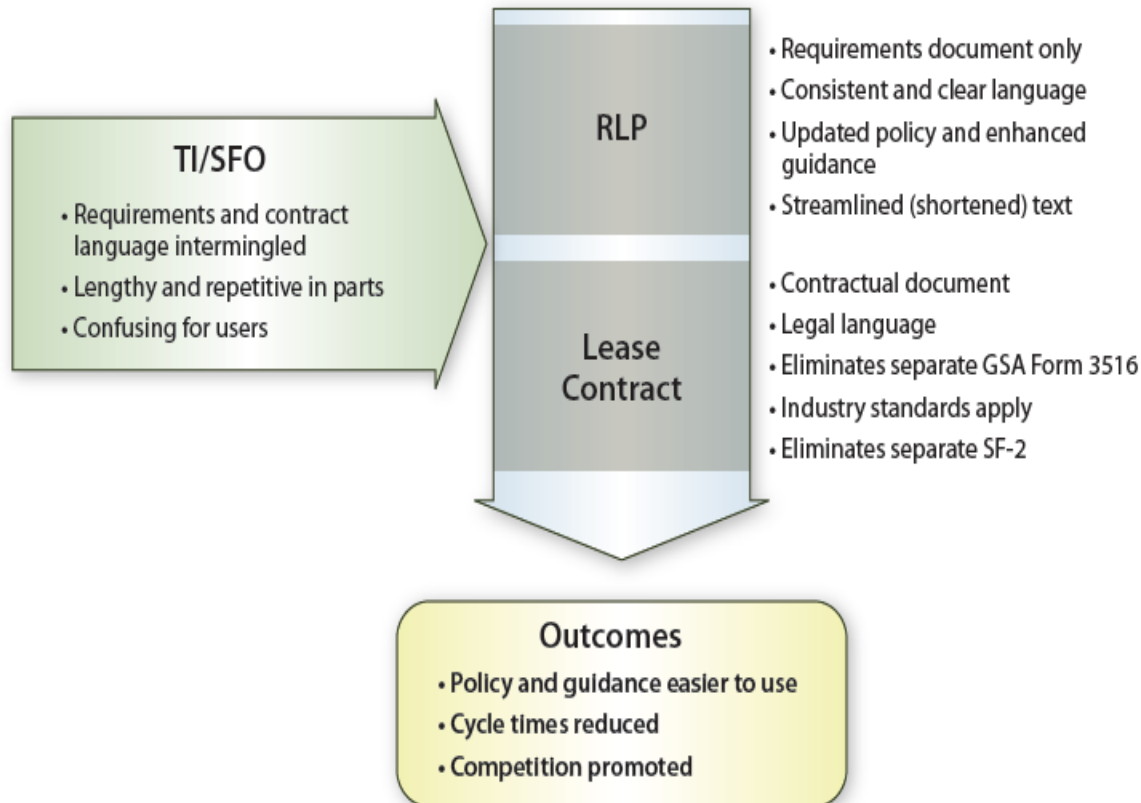 TI/SFO
• Requirements and contract
language intermingled
• Lengthy and repetitive in parts
• Confusing for users
RLP
• Requirements document only
• Consistent and clear language
• Updated policy and enhanced
guidance
• Streamlined (shortened) text
Lease
Contract
• Contractual document
• Legal language
• Eliminates separate GSA Form 3516
• Industry standards apply
• Eliminates separate SF-2
Outcomes
• Policy and guidance easier to use
• Cycle times reduced
• Competition promoted